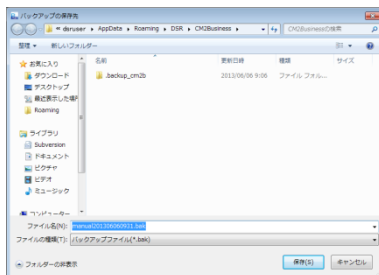 バックアップの保存先
« deruser ▸ AppData ▸ Roaming ▸ DSR ▸ CM2Business ▸
CM2Businessの検索
整理 ▼ 新しいフォルダー
お気に入り
ダウンロード
デスクトップ
最近表示した場所
Roaming
ライブラリ
Subversion
ドキュメント
ピクチャ
ビデオ
ミュージック
コンピューター
名前 更新日時 種類 サイズ
.backup_cm2b 2013/06/06 9:06 ファイル フォル...
ファイル名(N): manual201306060931.bak
ファイルの種類(T): バックアップファイル(*.bak)
フォルダーの非表示 保存(S) キャンセル